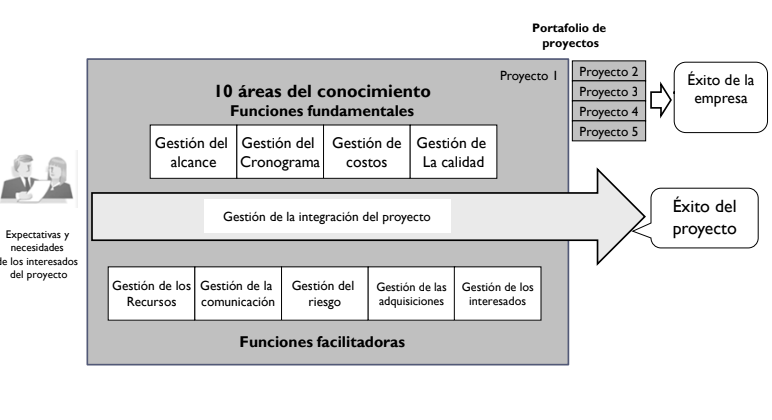 Portafolio de
proyectos
Proyecto 1
Proyecto 2
Proyecto 3
Proyecto 4
Proyecto 5
Éxito de la
empresa
10 áreas del conocimiento
Funciones fundamentales
Gestión del
alcance
Gestión del
Cronograma
Gestión de
costos
Gestión de
La calidad
Expectativas y
necesidades
de los interesados
del proyecto
Gestión de la integración del proyecto
Éxito del
proyecto
Gestión de los
Recursos
Gestión de la
comunicación
Gestión del
riesgo
Gestión de las
adquisiciones
Gestión de los
interesados
Funciones facilitadoras